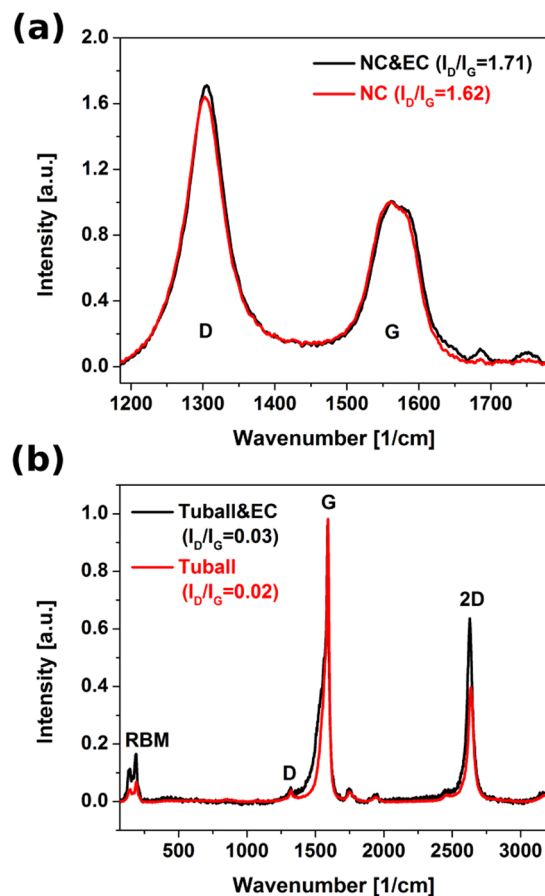 (a)
2.0
1.6
1.2
0.8
0.4
0.0
Intensity [a.u.]
NC&EC (I_D/I_G=1.71)
NC (I_D/I_G=1.62)
D
G
1200 1300 1400 1500 1600 1700
Wavenumber [1/cm]
(b)
1.0
0.8
0.6
0.4
0.2
0.0
Intensity [a.u.]
Tuball&EC
(I_D/I_G=0.03)
Tuball
(I_D/I_G=0.02)
G
2D
RBM
D
500 1000 1500 2000 2500 3000
Wavenumber [1/cm]